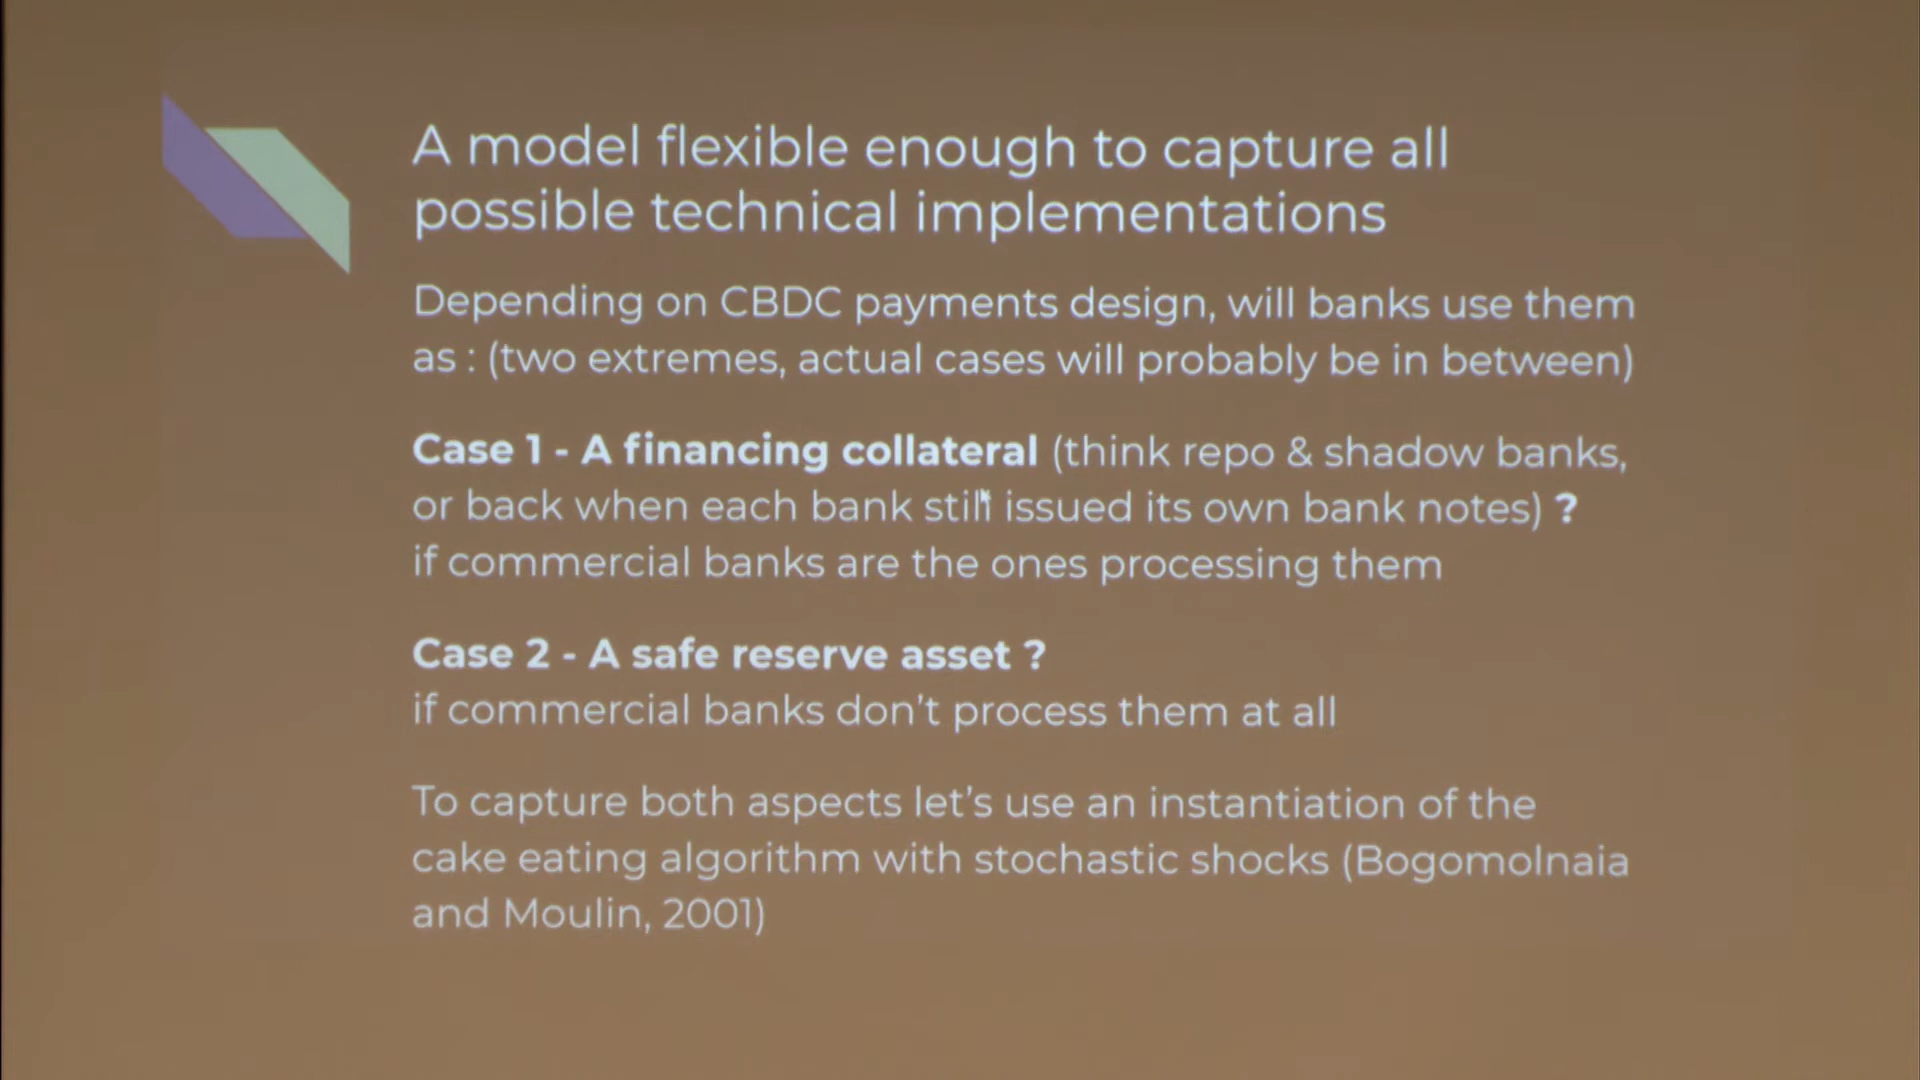 A model flexible enough to capture all
possible technical implementations
Depending on CBDC payments design, will banks use them
as : (two extremes, actual cases will probably be in between)
Case 1 - A financing collateral (think repo & shadow banks,
or back when each bank still issued its own bank notes) ?
if commercial banks are the ones processing them
Case 2 - A safe reserve asset ?
if commercial banks don't process them at all
To capture both aspects let's use an instantiation of the
cake eating algorithm with stochastic shocks (Bogomolnaia
and Moulin, 2001)